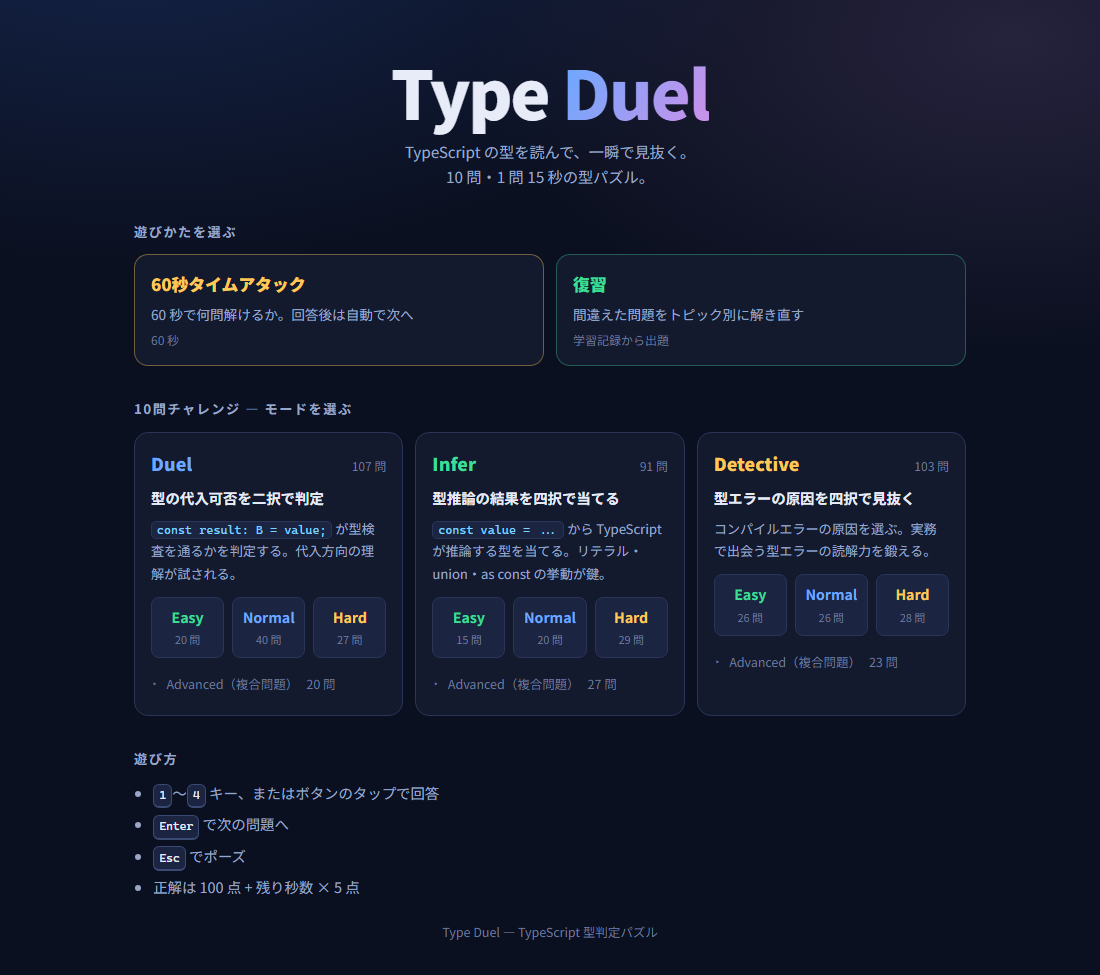 Type Duel
TypeScript の型を読んで、一瞬で見抜く。
10 問・1 問 15 秒の型パズル。
遊びかたを選ぶ
60秒タイムアタック
60 秒で何問解けるか。回答後は自動で次へ
60 秒
復習
間違えた問題をトピック別に解き直す
学習記録から出題
10問チャレンジ — モードを選ぶ
Duel 107 問
型の代入可否を二択で判定
const result: B = value; が型検
査を通るかを判定する。代入方向の理
解が試される。
Easy Normal Hard
20 問 40 問 27 問
・ Advanced（複合問題） 20 問
Infer 91 問
型推論の結果を四択で当てる
const value = ... から TypeScript
が推論する型を当てる。リテラル・
union・as const の挙動が鍵。
Easy Normal Hard
15 問 20 問 29 問
・ Advanced（複合問題） 27 問
Detective 103 問
型エラーの原因を四択で見抜く
コンパイルエラーの原因を選ぶ。実務
で出会う型エラーの読解力を鍛える。
Easy Normal Hard
26 問 26 問 28 問
・ Advanced（複合問題） 23 問
遊び方
1〜4 キー、またはボタンのタップで回答
Enter で次の問題へ
Esc でポーズ
正解は 100 点 + 残り秒数 × 5 点
Type Duel — TypeScript 型判定パズル